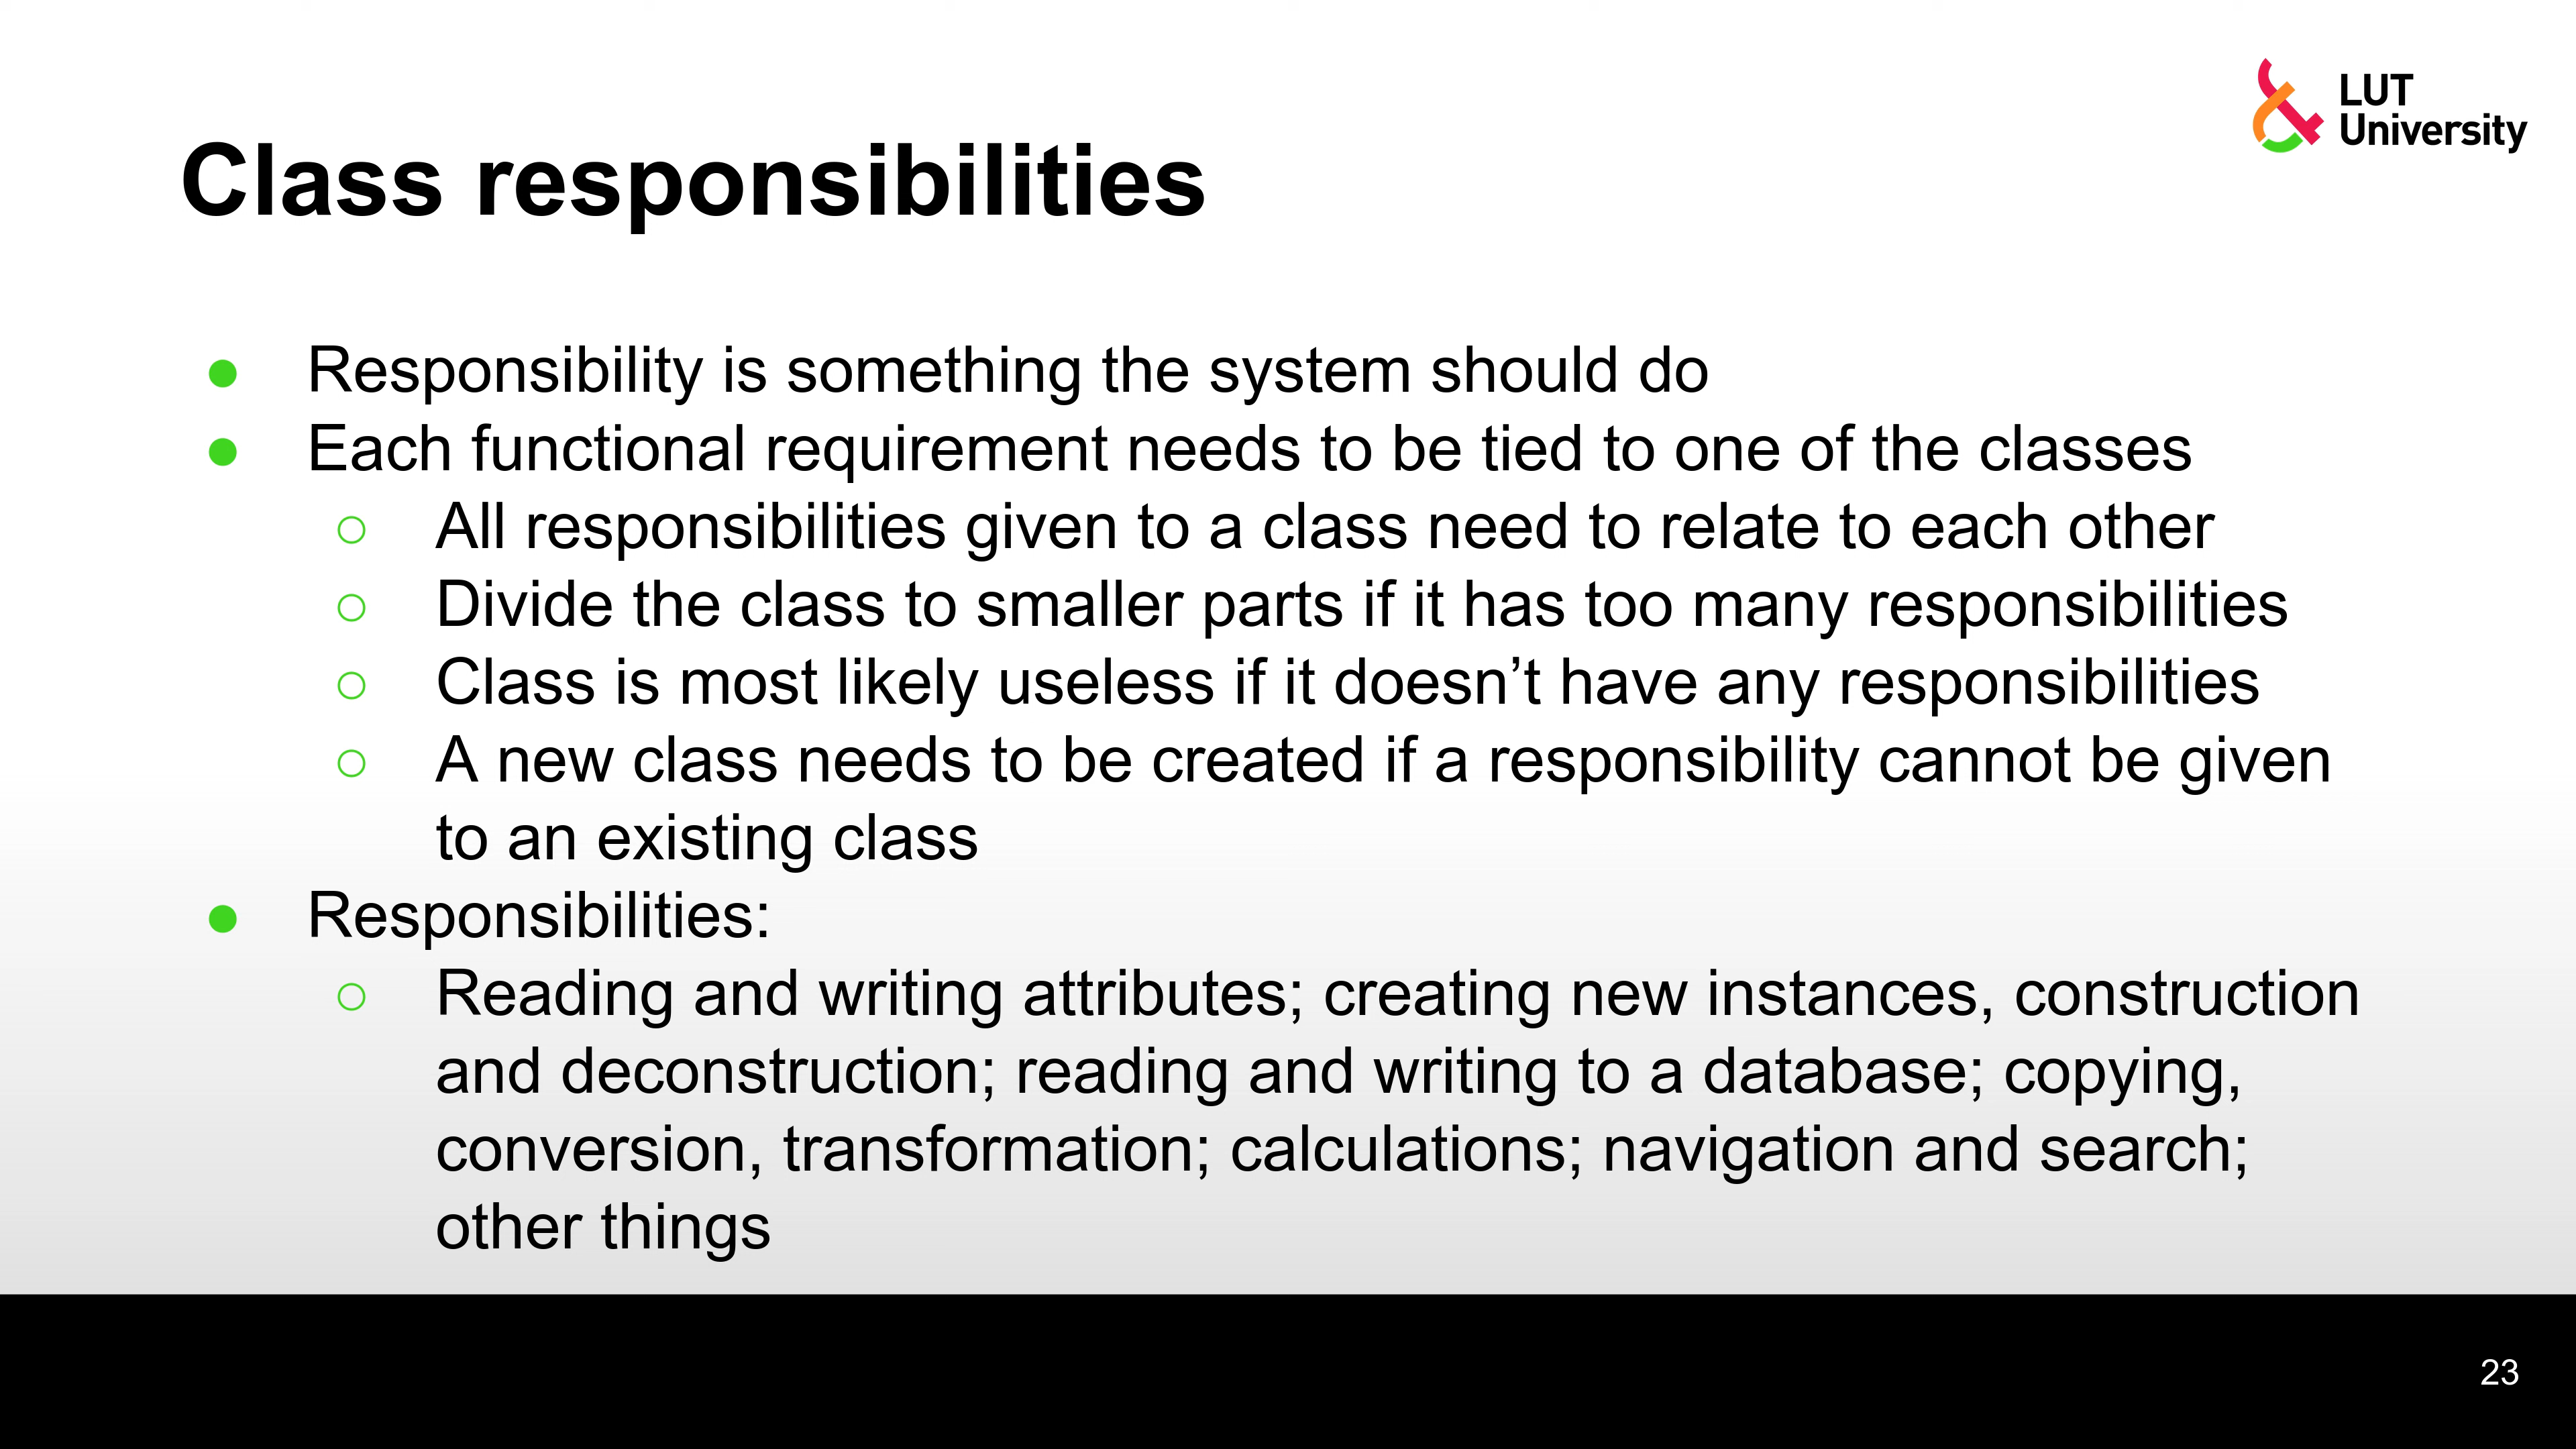 LUT
University
Class responsibilities
● Responsibility is something the system should do
● Each functional requirement needs to be tied to one of the classes
○ All responsibilities given to a class need to relate to each other
○ Divide the class to smaller parts if it has too many responsibilities
○ Class is most likely useless if it doesn’t have any responsibilities
○ A new class needs to be created if a responsibility cannot be given
to an existing class
● Responsibilities:
○ Reading and writing attributes; creating new instances, construction
and deconstruction; reading and writing to a database; copying,
conversion, transformation; calculations; navigation and search;
other things
23